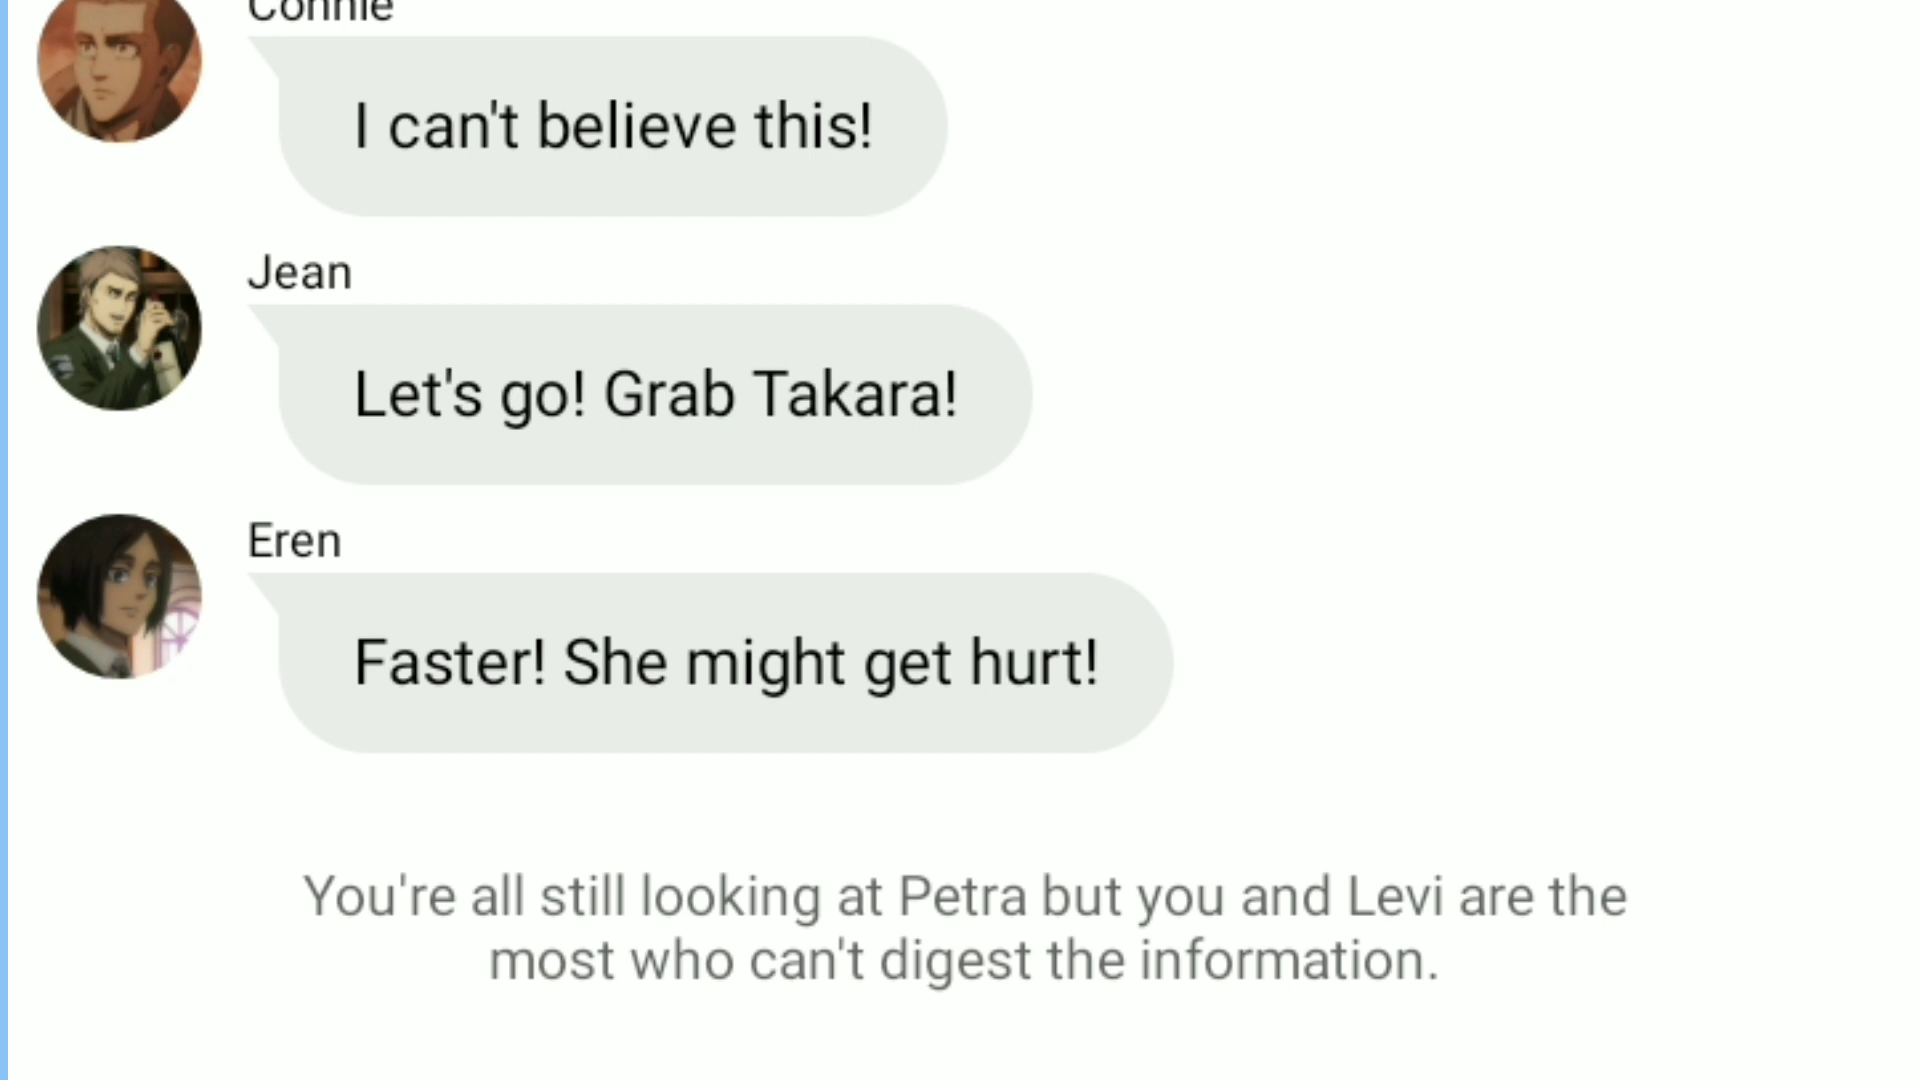 Connie
I can't believe this!
Jean
Let's go! Grab Takara!
Eren
Faster! She might get hurt!
You're all still looking at Petra but you and Levi are the
most who can't digest the information.